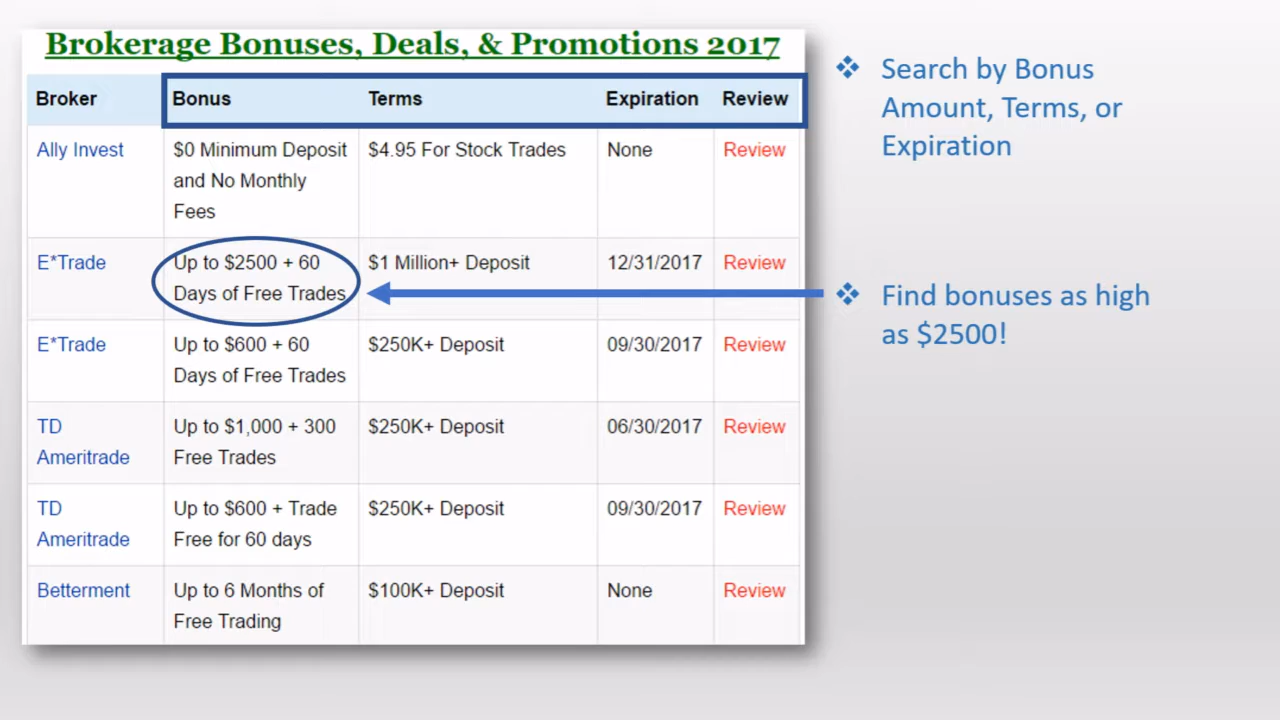 Brokerage Bonuses, Deals, & Promotions 2017
Broker Bonus Terms Expiration Review
Ally Invest $0 Minimum Deposit $4.95 For Stock Trades None Review
and No Monthly
Fees
E*Trade Up to $2500 + 60 $1 Million+ Deposit 12/31/2017 Review
Days of Free Trades
E*Trade Up to $600 + 60 $250K+ Deposit 09/30/2017 Review
Days of Free Trades
TD Up to $1,000 + 300 $250K+ Deposit 06/30/2017 Review
Ameritrade Free Trades
TD Up to $600 + Trade $250K+ Deposit 09/30/2017 Review
Ameritrade Free for 60 days
Betterment Up to 6 Months of $100K+ Deposit None Review
Free Trading
❖ Search by Bonus
Amount, Terms, or
Expiration
❖ Find bonuses as high
as $2500!